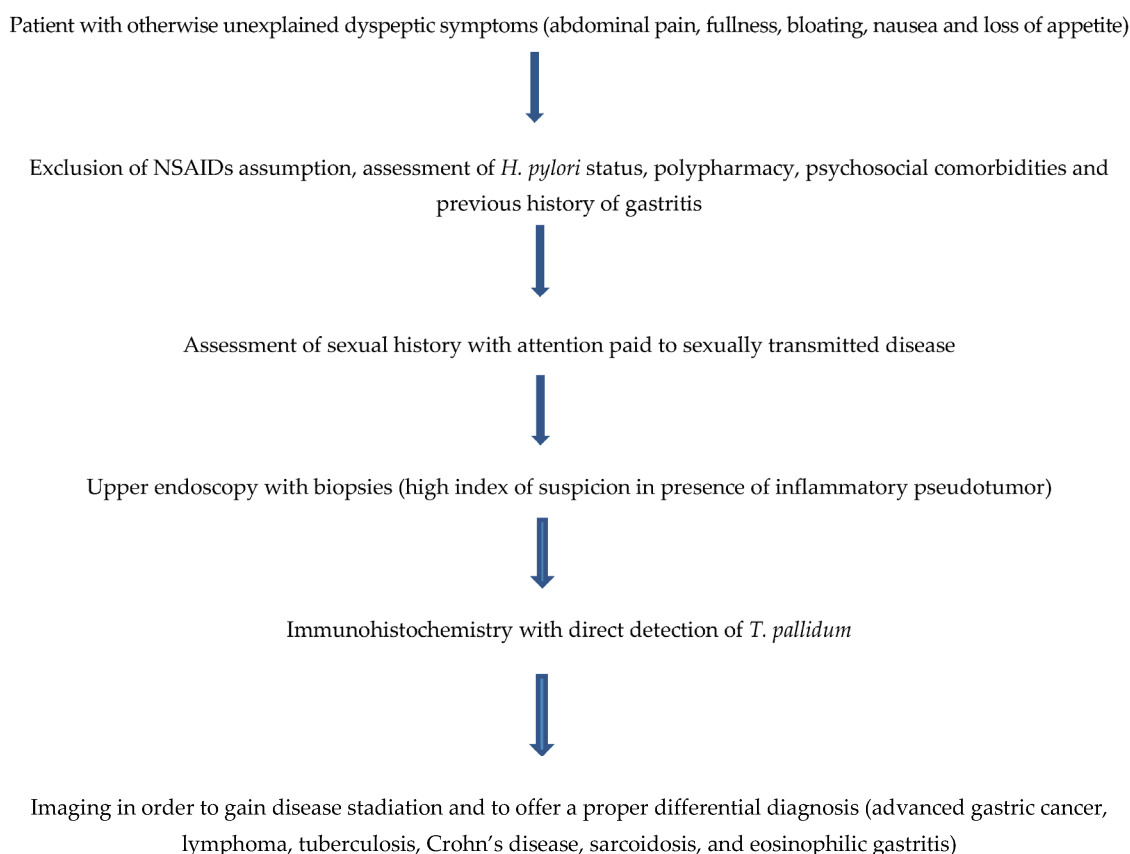 Patient with otherwise unexplained dyspeptic symptoms (abdominal pain, fullness, bloating, nausea and loss of appetite)
Exclusion of NSAIDs assumption, assessment of H. pylori status, polypharmacy, psychosocial comorbidities and
previous history of gastritis
Assessment of sexual history with attention paid to sexually transmitted disease
Upper endoscopy with biopsies (high index of suspicion in presence of inflammatory pseudotumor)
Immunohistochemistry with direct detection of T. pallidum
Imaging in order to gain disease stadiation and to offer a proper differential diagnosis (advanced gastric cancer,
lymphoma, tuberculosis, Crohn’s disease, sarcoidosis, and eosinophilic gastritis)